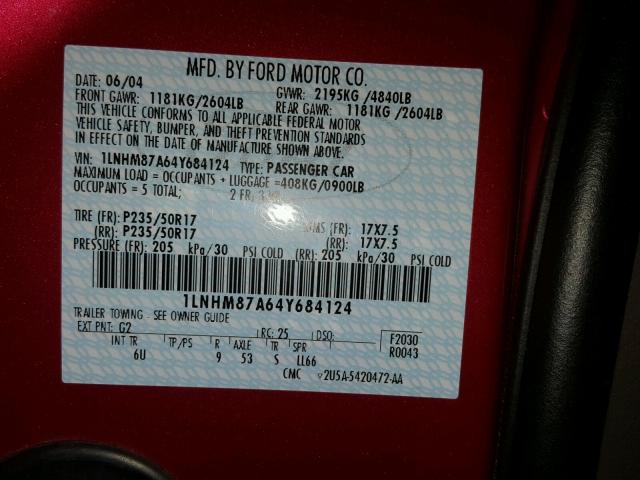 MFD. BY FORD MOTOR CO.
DATE: 06/04 GVWR: 2195KG/4840LB
FRONT GAWR: 1181KG/2604LB REAR GAWR: 1181KG/2604LB
THIS VEHICLE CONFORMS TO ALL APPLICABLE FEDERAL MOTOR
VEHICLE SAFETY, BUMPER, AND THEFT PREVENTION STANDARDS
IN EFFECT ON THE DATE OF MANUFACTURE SHOWN ABOVE.
VIN: 1LNHM87A64Y684124 TYPE: PASSENGER CAR
MAXIMUM LOAD = OCCUPANTS + LUGGAGE =408KG/0900LB
OCCUPANTS = 5 TOTAL; 2 FR, 3
TIRE (FR): P235/50R17 (FR): 17X7.5
(RR): P235/50R17 (RR): 17X7.5
PRESSURE (FR): 205 kPa/30 PSI COLD (RR): 205 kPa/30 PSI COLD
1LNHM87A64Y684124
TRAILER TOWING - SEE OWNER GUIDE
EXT PNT: G2 RC: 25 DSO: F2030
INT TR TP/PS R AXLE TR SPR R0043
6U 9 53 S LL66
CMC 2U5A-5420472-AA